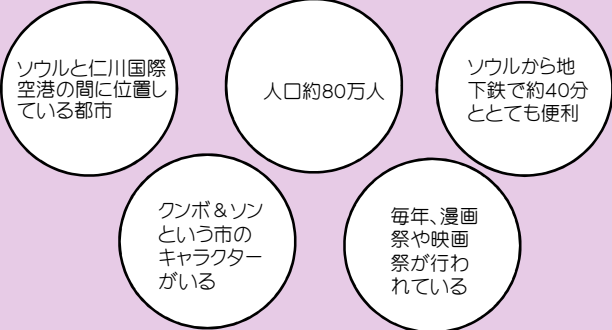 ソウルと仁川国際
空港の間に位置し
ている都市
人口約80万人
ソウルから地
下鉄で約40分
ととても便利
クンボ＆ソン
という市の
キャラクター
がいる
毎年、漫画
祭や映画
祭が行わ
れている